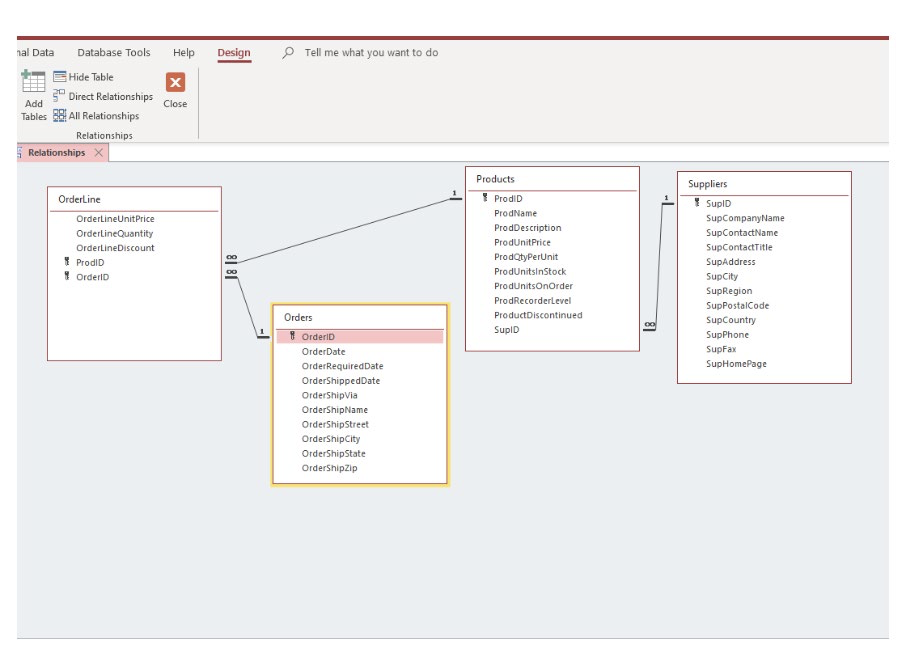 nal Data Database Tools Help Design Tell me what you want to do
Hide Table
Direct Relationships
All Relationships
Add
Tables
Close
Relationships
Relationships
OrderLine
OrderLineUnitPrice
OrderLineQuantity
OrderLineDiscount
ProdID
OrderID
∞
∞
1
1
Orders
OrderID
OrderDate
OrderRequiredDate
OrderShippedDate
OrderShipVia
OrderShipName
OrderShipStreet
OrderShipCity
OrderShipState
OrderShipZip
Products
ProdID
ProdName
ProdDescription
ProdUnitPrice
ProdQtyPerUnit
ProdUnitsInStock
ProdUnitsOnOrder
ProdRecorderLevel
ProductDiscontinued
SupID
∞
1
Suppliers
SupID
SupCompanyName
SupContactName
SupContactTitle
SupAddress
SupCity
SupRegion
SupPostalCode
SupCountry
SupPhone
SupFax
SupHomePage